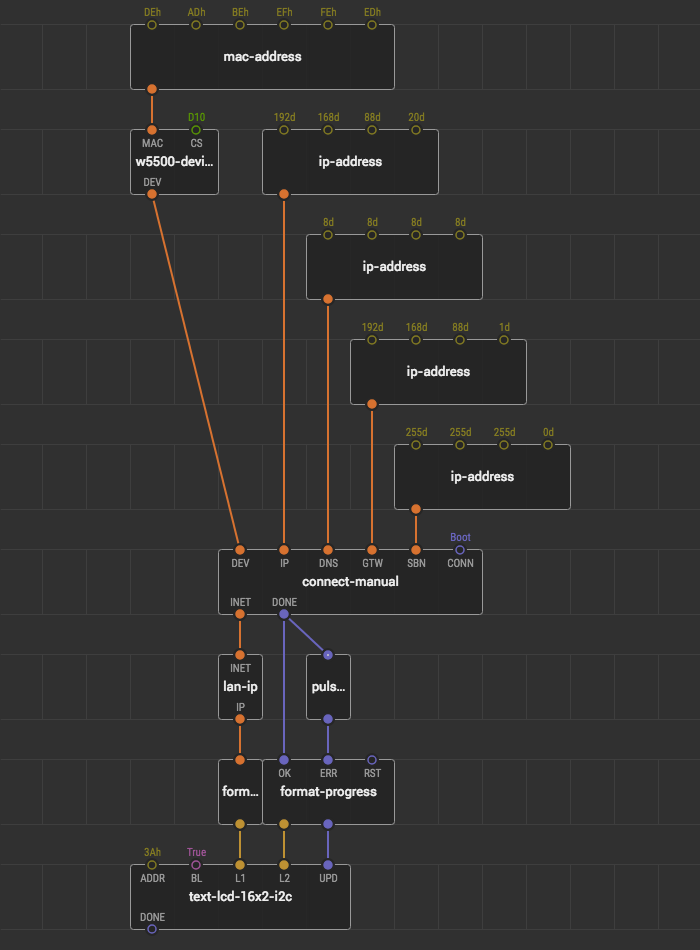 DEh ADh BEh EFh FEh EDh
mac-address
D10 192d 168d 88d 20d
MAC CS
w5500-devi... ip-address
DEV
8d 8d 8d 8d
ip-address
192d 168d 88d 1d
ip-address
255d 255d 255d 0d
ip-address
Boot
DEV IP DNS GTW SBN CONN
connect-manual
INET DONE
INET
lan-ip puls...
IP
OK ERR RST
form... format-progress
3Ah True
ADDR BL L1 L2 UPD
text-lcd-16x2-i2c
DONE